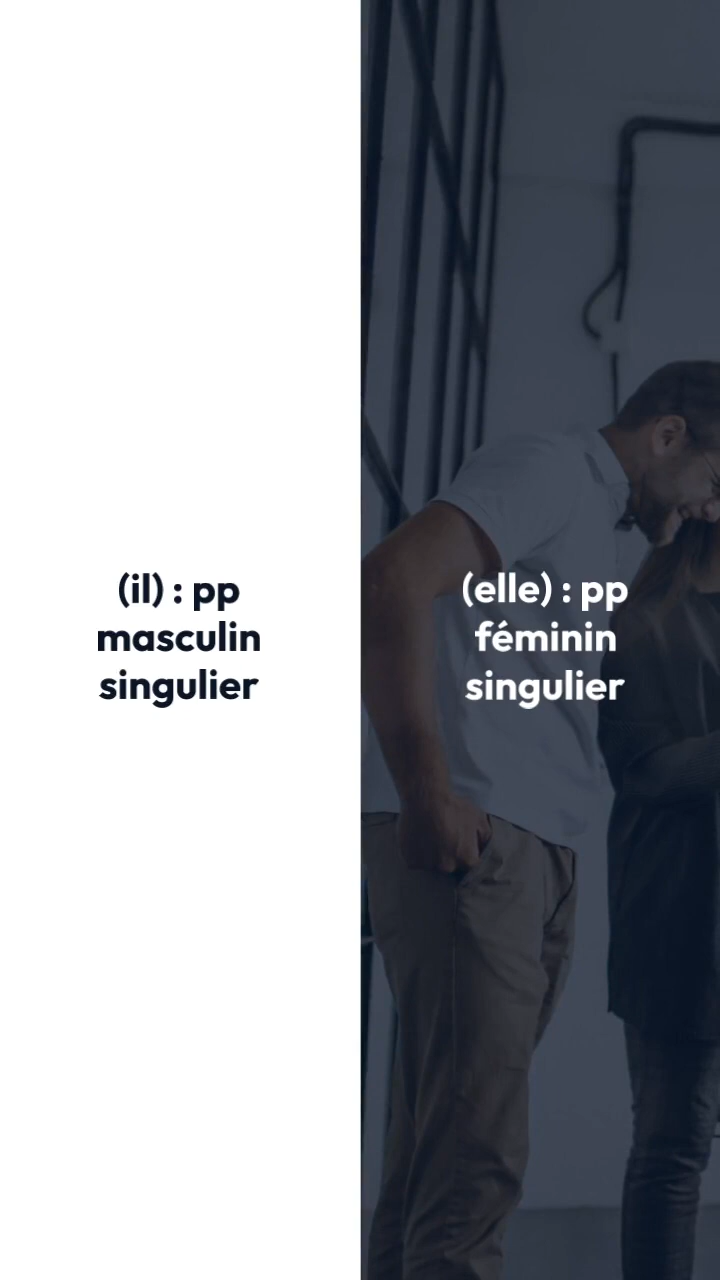 (il) : pp
masculin
singulier
(elle) : pp
féminin
singulier